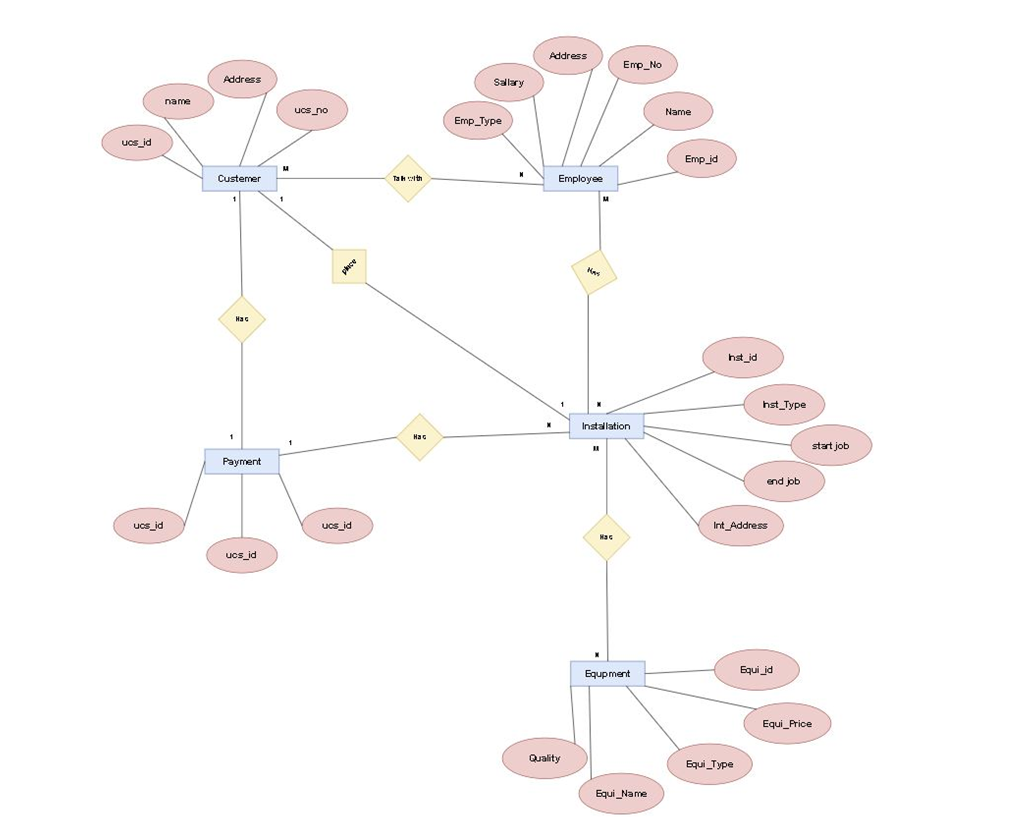 Address
Emp_No
Address
Sallary
name
ucs_no
Name
Emp_Type
ucs_id
Emp_id
M
Custemer
Talk with
N
Employee
1
1
M
place
Has
Has
Inst_id
1
N
Inst_Type
Installation
N
1
1
Has
start job
M
Payment
end job
ucs_id
ucs_id
Int_Address
Has
ucs_id
N
Equpment
Equi_id
Equi_Price
Quality
Equi_Type
Equi_Name